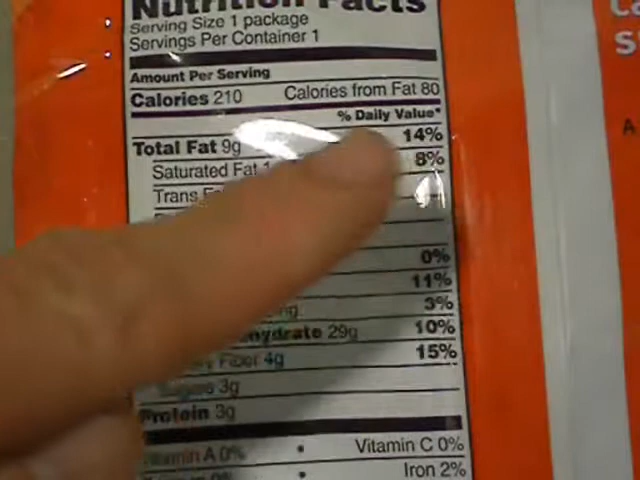 Nutrition Facts
Serving Size 1 package
Servings Per Container 1
Amount Per Serving
Calories 210 Calories from Fat 80
% Daily Value*
Total Fat 9g 14%
Saturated Fat 8%
Trans
0%
11%
3%
29g 10%
Fiber 4g 15%
Sugars 3g
Protein 3g
Vitamin A 0% • Vitamin C 0%
0% • Iron 2%
A